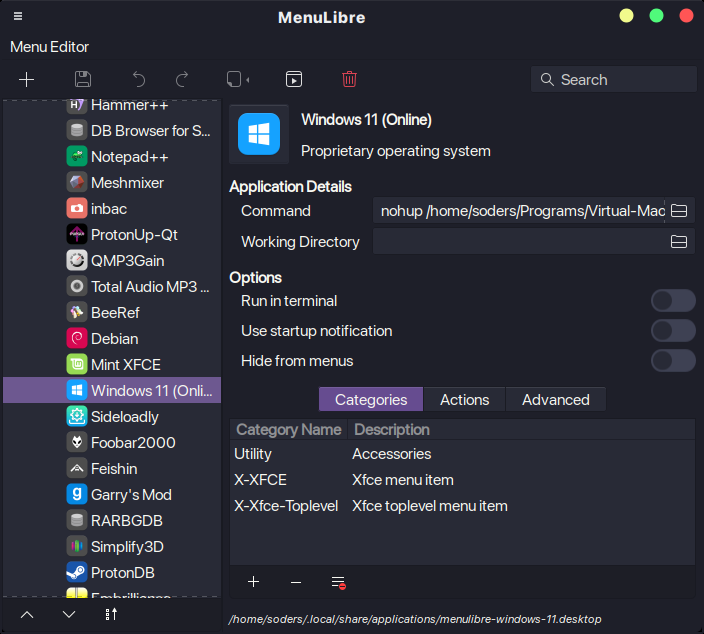 MenuLibre
Menu Editor
Search
Hammer++
DB Browser for S...
Notepad++
Meshmixer
inbac
ProtonUp-Qt
QMP3Gain
Total Audio MP3 ...
BeeRef
Debian
Mint XFCE
Windows 11 (Onli...
Sideloadly
Foobar2000
Feishin
Garry's Mod
RARBGDB
Simplify3D
ProtonDB
Embrilliance
Windows 11 (Online)
Proprietary operating system
Application Details
Command
nohup /home/soders/Programs/Virtual-Mac
Working Directory
Options
Run in terminal
Use startup notification
Hide from menus
Categories Actions Advanced
Category Name Description
Utility Accessories
X-XFCE Xfce menu item
X-Xfce-Toplevel Xfce toplevel menu item
/home/soders/.local/share/applications/menulibre-windows-11.desktop